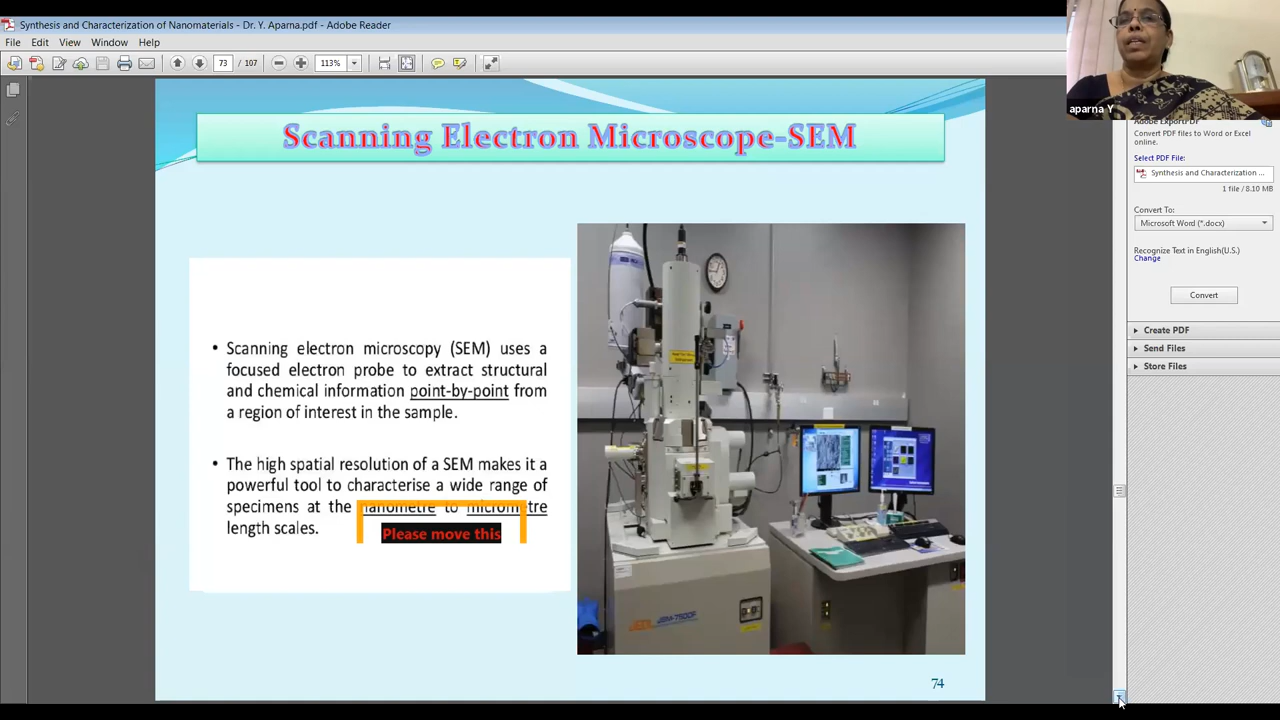 Synthesis and Characterization of Nanomaterials - Dr. Y. Aparna.pdf - Adobe Reader
File Edit View Window Help
73 / 107 113%
aparna Y
Convert PDF files to Word or Excel
online.
Select PDF File:
Synthesis and Characterization ...
1 file / 8.10 MB
Convert To:
Microsoft Word (*.docx)
Recognize Text in English(U.S.)
Change
Convert
Create PDF
Send Files
Store Files
Scanning Electron Microscope-SEM
• Scanning electron microscopy (SEM) uses a
focused electron probe to extract structural
and chemical information point-by-point from
a region of interest in the sample.
• The high spatial resolution of a SEM makes it a
powerful tool to characterise a wide range of
specimens at the nanometre to micrometre
length scales.
Please move this
JEOL JSM-7500F
74